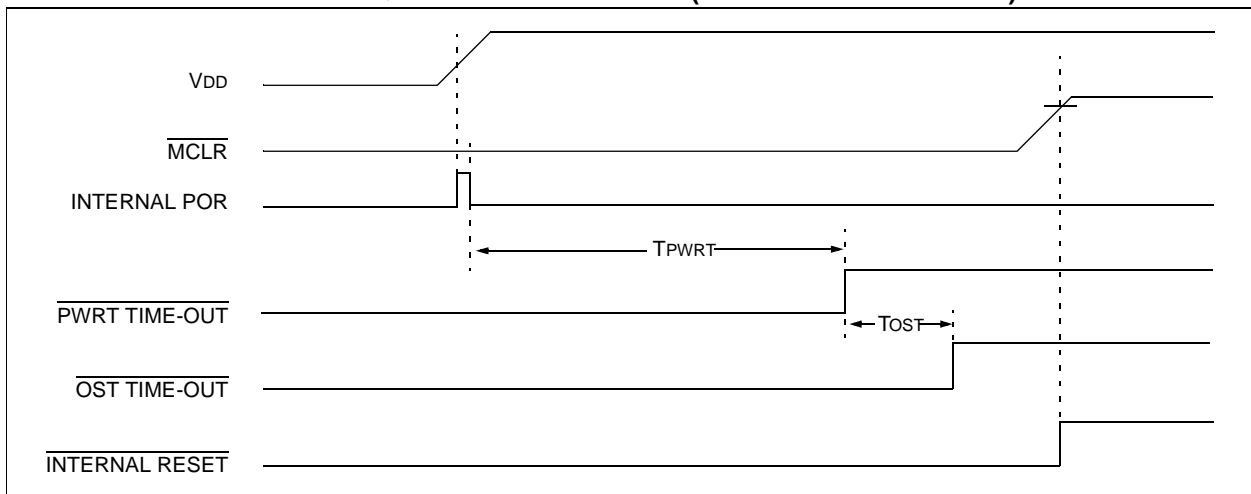 VDD
MCLR
INTERNAL POR
TPWRT
PWRT TIME-OUT
TOST
OST TIME-OUT
INTERNAL RESET